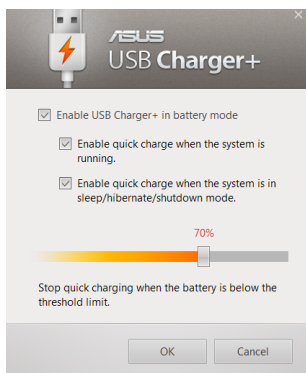 ASUS
USB Charger+
Enable USB Charger+ in battery mode
Enable quick charge when the system is
running.
Enable quick charge when the system is in
sleep/hibernate/shutdown mode.
70%
Stop quick charging when the battery is below the
threshold limit.
OK
Cancel